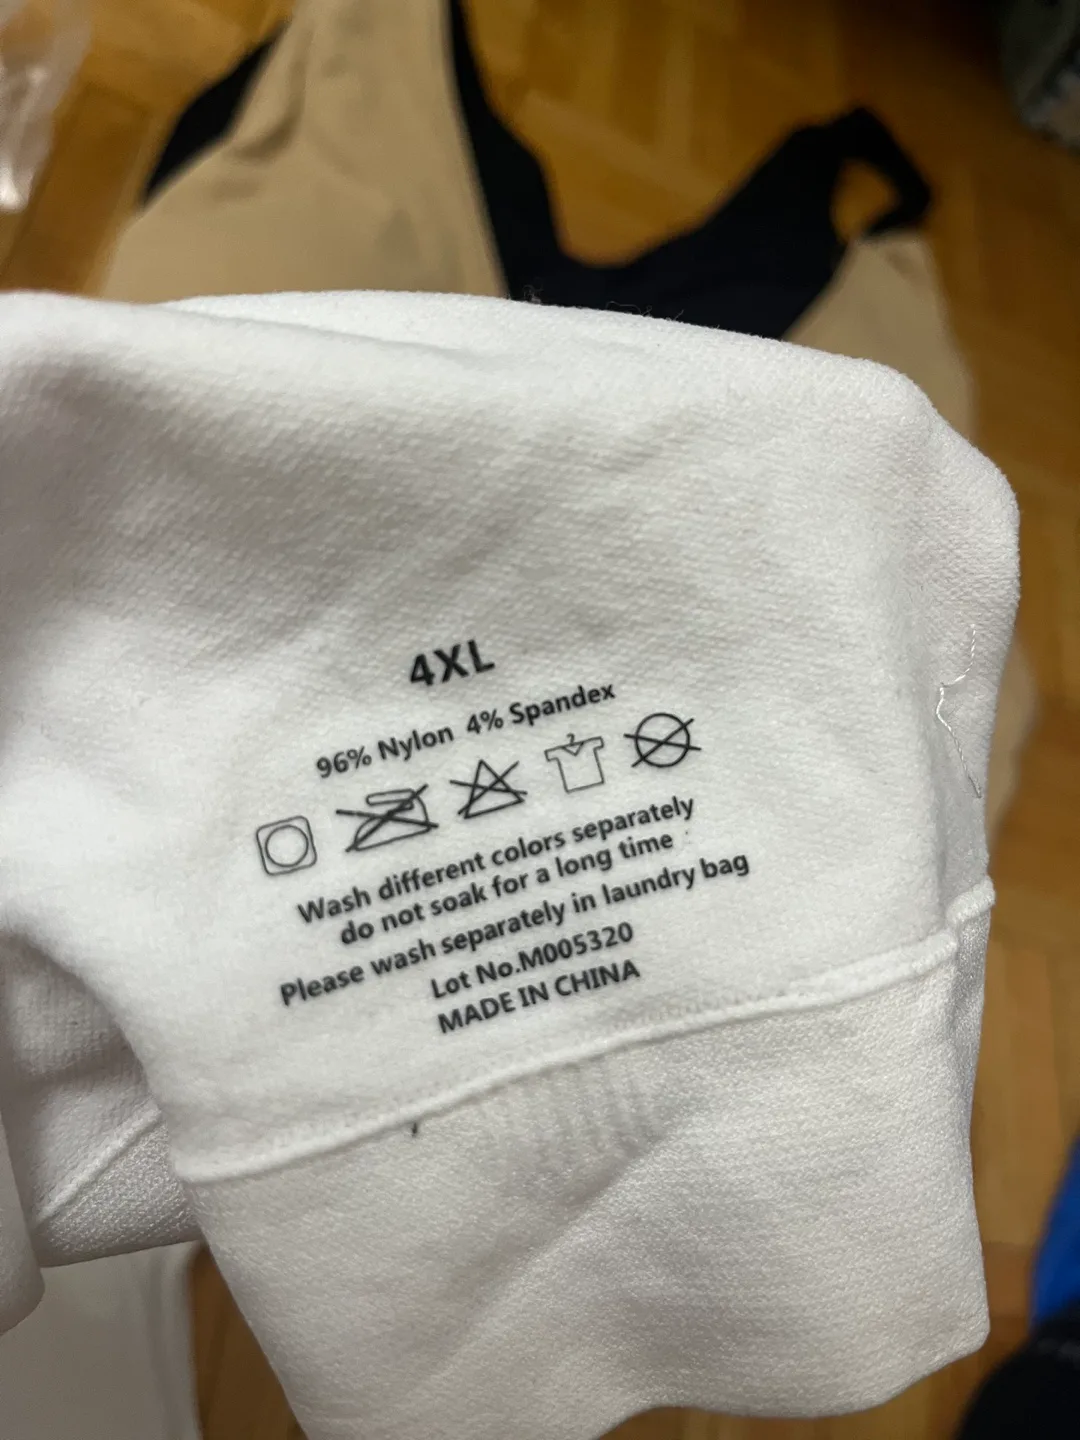 4XL
96% Nylon 4% Spandex
Wash different colors separately
do not soak for a long time
Please wash separately in laundry bag
Lot No.M005320
MADE IN CHINA